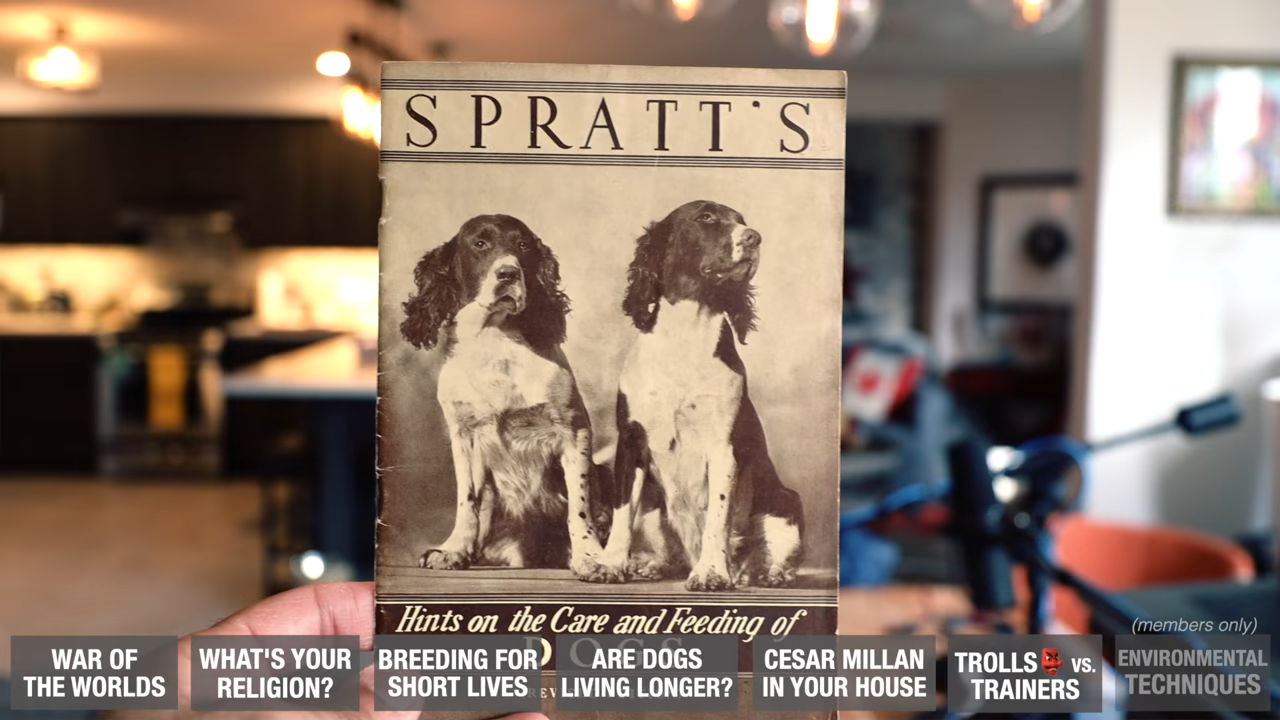 SPRATT'S
Hints on the Care and Feeding of
DOGS
(members only)
WAR OF
THE WORLDS
WHAT'S YOUR
RELIGION?
BREEDING FOR
SHORT LIVES
ARE DOGS
LIVING LONGER?
CESAR MILLAN
IN YOUR HOUSE
TROLLS👺 vs.
TRAINERS
ENVIRONMENTAL
TECHNIQUES